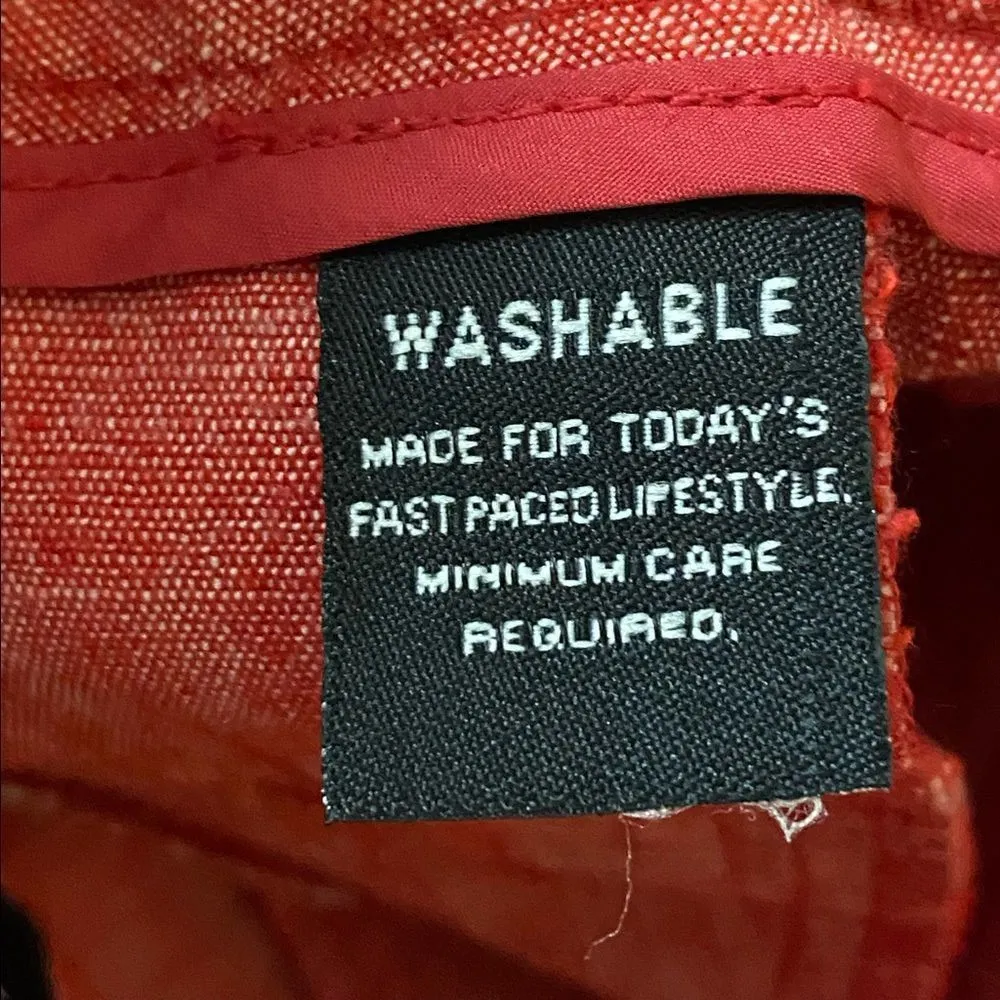 WASHABLE
MADE FOR TODAY'S
FAST PACED LIFESTYLE.
MINIMUM CARE
REQUIRED.